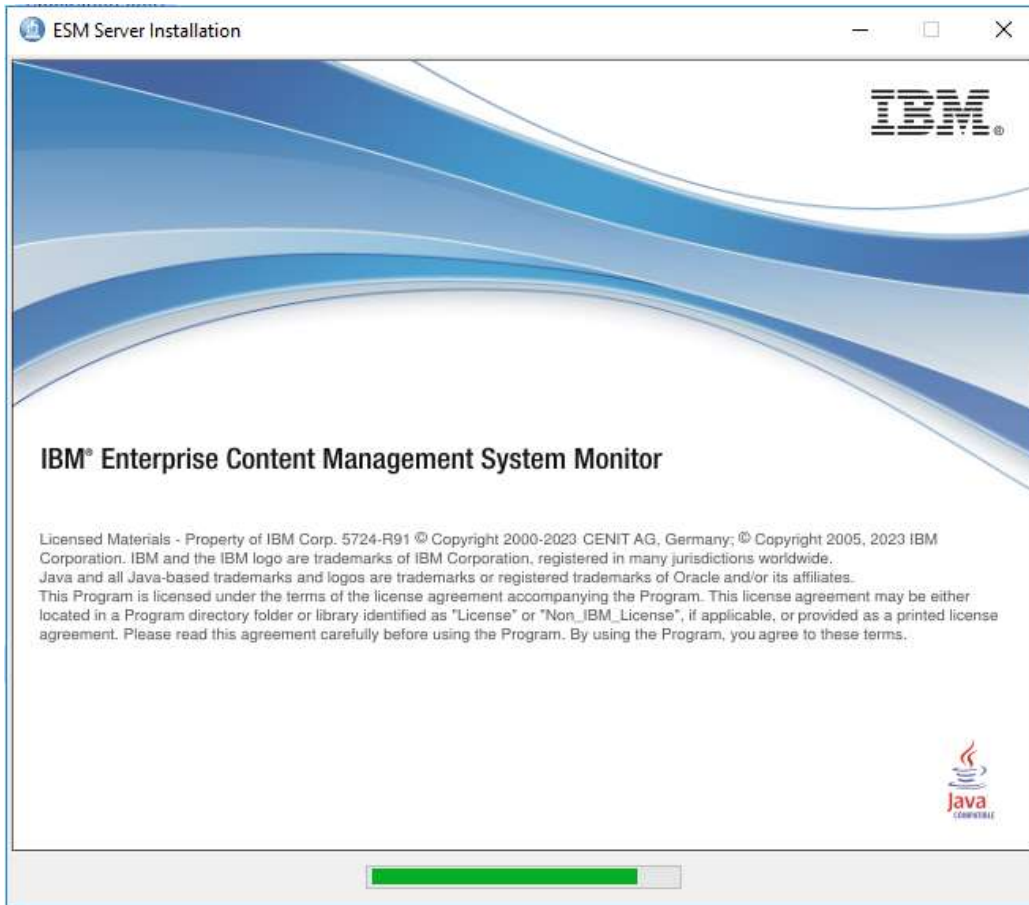 ESM Server Installation
IBM®
IBM® Enterprise Content Management System Monitor
Licensed Materials - Property of IBM Corp. 5724-R91 © Copyright 2000-2023 CENIT AG, Germany; © Copyright 2005, 2023 IBM
Corporation. IBM and the IBM logo are trademarks of IBM Corporation, registered in many jurisdictions worldwide.
Java and all Java-based trademarks and logos are trademarks or registered trademarks of Oracle and/or its affiliates.
This Program is licensed under the terms of the license agreement accompanying the Program. This license agreement may be either
located in a Program directory folder or library identified as "License" or "Non_IBM_License", if applicable, or provided as a printed license
agreement. Please read this agreement carefully before using the Program. By using the Program, you agree to these terms.
Java
COMPATIBLE